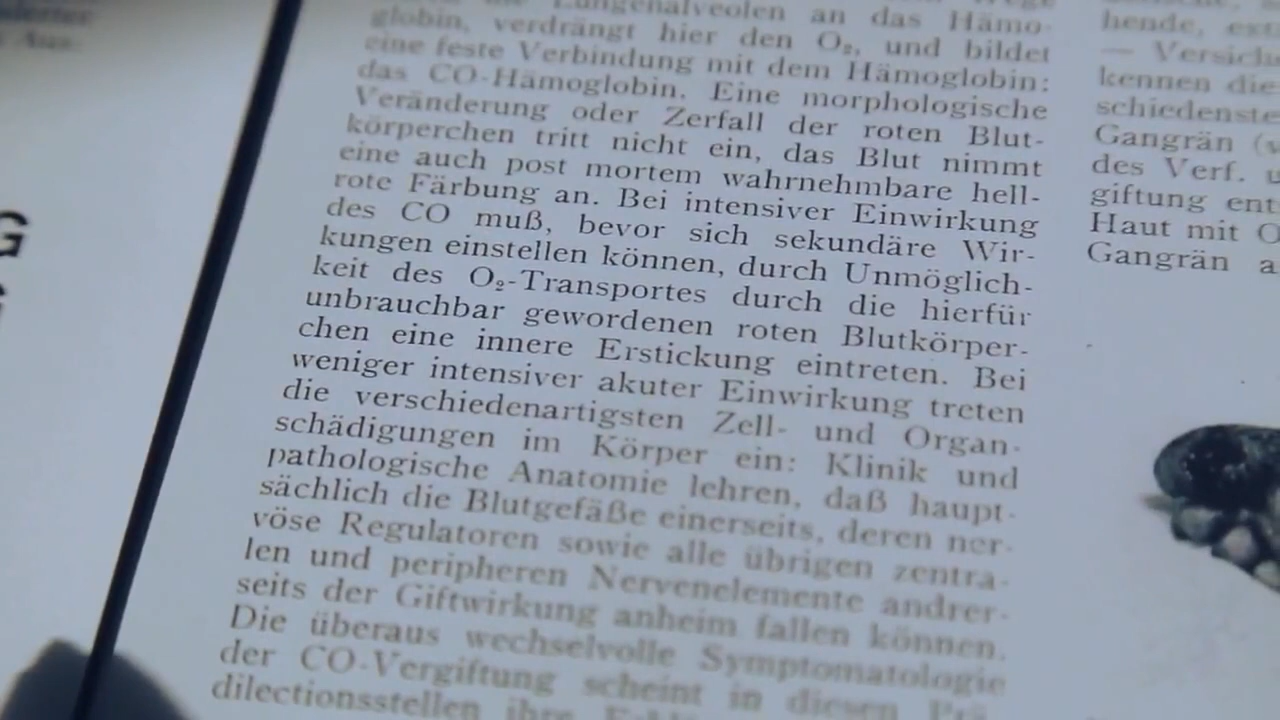 Lungenalveolen an das Hämo-
globin, verdrängt hier den O₂, und bildet
eine feste Verbindung mit dem Hämoglobin:
das CO-Hämoglobin. Eine morphologische
Veränderung oder Zerfall der roten Blut-
körperchen tritt nicht ein, das Blut nimmt
eine auch post mortem wahrnehmbare hell-
rote Färbung an. Bei intensiver Einwirkung
des CO muß, bevor sich sekundäre Wir-
kungen einstellen können, durch Unmöglich-
keit des O₂-Transportes durch die hierfür
unbrauchbar gewordenen roten Blutkörper-
chen eine innere Erstickung eintreten. Bei
weniger intensiver akuter Einwirkung treten
die verschiedenartigsten Zell- und Organ-
schädigungen im Körper ein: Klinik und
pathologische Anatomie lehren, daß haupt-
sächlich die Blutgefäße einerseits, deren ner-
vöse Regulatoren sowie alle übrigen zentra-
len und peripheren Nervenelemente andrer-
seits der Giftwirkung anheim fallen können.
Die überaus wechselvolle Symptomatologie
der CO-Vergiftung scheint in diesen Prä-
dilectionsstellen ihre
hende,
— Versich
kennen die
schiedenste
Gangrän
des Verf.
giftung ent
Haut mit
Gangrän a
G